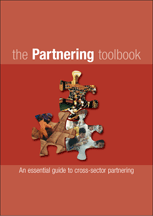 the Partnering toolbook
An essential guide to cross-sector partnering